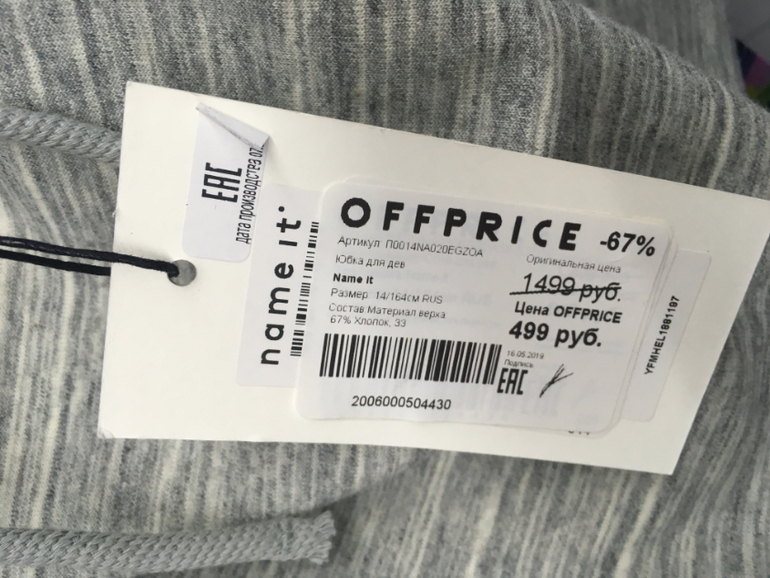 EAC
дата производства 07.
name it
OFFPRICE -67%
Артикул П0014NA020EGZOA
Юбка для дев
Name it
Размер: 14/164см RUS
Состав:Материал верха
67% Хлопок, 33
Оригинальная цена
1499 руб.
Цена OFFPRICE
499 руб.
16.05.2019
Подпись
EAC
2006000504430
YFMHEL1881197